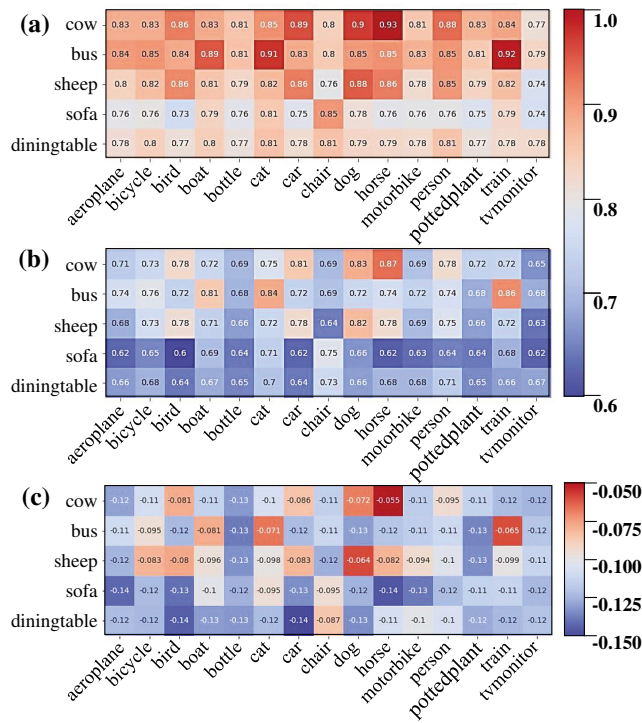 (a)
cow 0.83 0.83 0.86 0.83 0.81 0.85 0.89 0.8 0.9 0.93 0.81 0.88 0.83 0.84 0.77
bus 0.84 0.85 0.84 0.89 0.81 0.91 0.83 0.81 0.84 0.85 0.83 0.85 0.81 0.92 0.79
sheep 0.8 0.82 0.86 0.81 0.79 0.82 0.86 0.76 0.88 0.86 0.78 0.85 0.79 0.82 0.74
sofa 0.76 0.76 0.73 0.79 0.76 0.81 0.75 0.85 0.78 0.76 0.76 0.76 0.75 0.79 0.74
diningtable 0.78 0.8 0.77 0.8 0.77 0.81 0.78 0.81 0.79 0.79 0.78 0.81 0.77 0.78 0.78
aeroplane bicycle bird boat bottle cat car chair dog horse motorbike person pottedplant train tvmonitor
(b)
cow 0.71 0.73 0.78 0.72 0.69 0.75 0.81 0.69 0.83 0.87 0.69 0.78 0.72 0.72 0.65
bus 0.74 0.76 0.72 0.81 0.68 0.84 0.72 0.69 0.72 0.74 0.72 0.74 0.68 0.86 0.68
sheep 0.68 0.73 0.78 0.71 0.66 0.72 0.78 0.64 0.82 0.78 0.69 0.75 0.66 0.72 0.63
sofa 0.62 0.65 0.6 0.69 0.64 0.71 0.62 0.75 0.66 0.62 0.63 0.64 0.64 0.68 0.62
diningtable 0.66 0.68 0.64 0.67 0.65 0.7 0.64 0.73 0.66 0.68 0.68 0.71 0.65 0.66 0.67
aeroplane bicycle bird boat bottle cat car chair dog horse motorbike person pottedplant train tvmonitor
1.0
0.9
0.8
0.7
0.6
(c)
cow -0.12 -0.11 -0.081 -0.11 -0.13 -0.1 -0.086 -0.11 -0.072 -0.055 -0.11 -0.095 -0.11 -0.12 -0.12
bus -0.11 -0.095 -0.12 -0.081 -0.13 -0.071 -0.12 -0.11 -0.13 -0.12 -0.11 -0.11 -0.13 -0.065 -0.12
sheep -0.12 -0.083 -0.08 -0.096 -0.13 -0.098 -0.083 -0.12 -0.064 -0.082 -0.094 -0.1 -0.13 -0.099 -0.11
sofa -0.14 -0.12 -0.13 -0.1 -0.12 -0.095 -0.13 -0.095 -0.13 -0.14 -0.13 -0.12 -0.11 -0.11 -0.12
diningtable -0.12 -0.12 -0.14 -0.13 -0.13 -0.12 -0.14 -0.087 -0.13 -0.11 -0.1 -0.1 -0.12 -0.12 -0.12
aeroplane bicycle bird boat bottle cat car chair dog horse motorbike person pottedplant train tvmonitor
-0.050
-0.075
-0.100
-0.125
-0.150